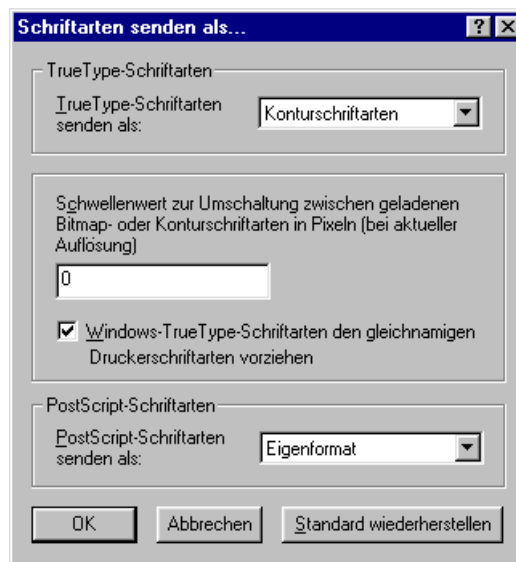 Schriftarten senden als...
TrueType-Schriftarten
TrueType-Schriftarten
senden als:
Konturschriftarten
Schwellenwert zur Umschaltung zwischen geladenen
Bitmap- oder Konturschriftarten in Pixeln (bei aktueller
Auflösung)
0
Windows-TrueType-Schriftarten den gleichnamigen
Druckerschriftarten vorziehen
PostScript-Schriftarten
PostScript-Schriftarten
senden als:
Eigenformat
OK
Abbrechen
Standard wiederherstellen